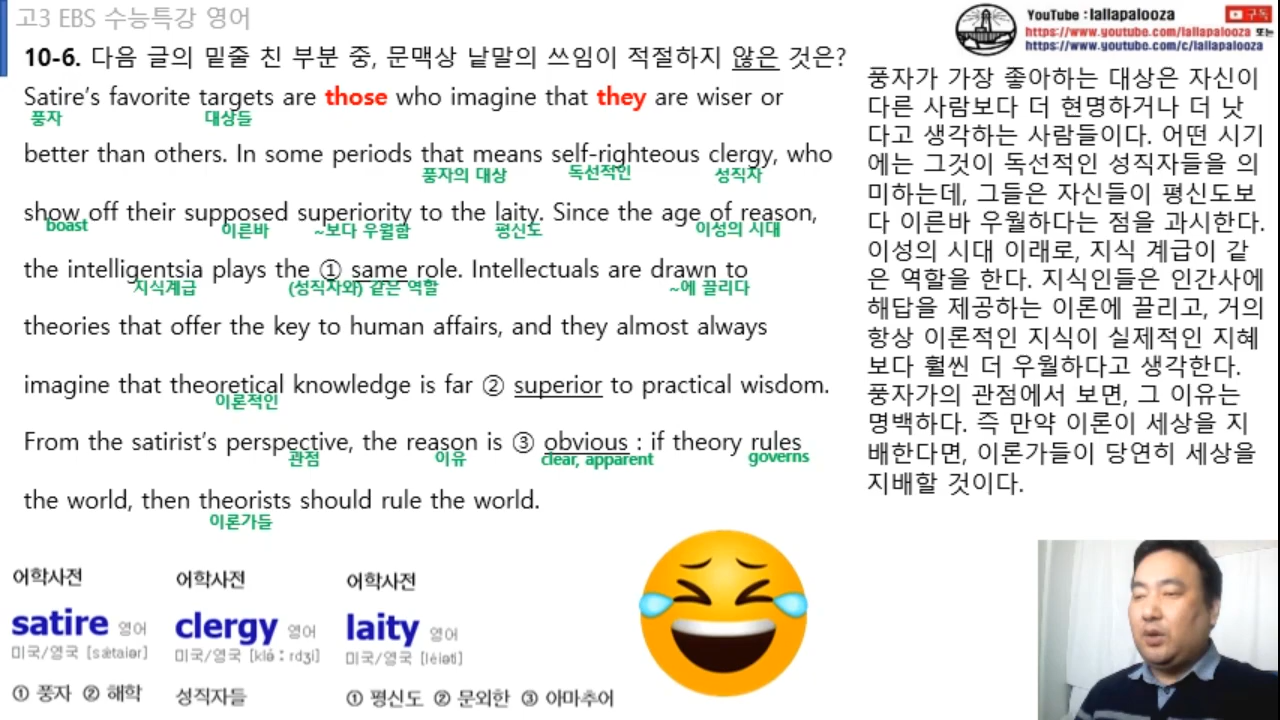 고3 EBS 수능특강 영어
YouTube : lallapalooza
구독
https://www.youtube.com/lallapalooza 또는
https://www.youtube.com/c/lallapalooza
10-6. 다음 글의 밑줄 친 부분 중, 문맥상 낱말의 쓰임이 적절하지 않은 것은?
Satire's favorite targets are those who imagine that they are wiser or
풍자 대상들
better than others. In some periods that means self-righteous clergy, who
풍자의 대상 독선적인 성직자
show off their supposed superiority to the laity. Since the age of reason,
boast 이른바 ~보다 우월함 평신도 이성의 시대
the intelligentsia plays the ① same role. Intellectuals are drawn to
지식계급 (성직자와) 같은 역할 ~에 끌리다
theories that offer the key to human affairs, and they almost always
imagine that theoretical knowledge is far ② superior to practical wisdom.
이론적인
From the satirist's perspective, the reason is ③ obvious : if theory rules
관점 이유 clear, apparent governs
the world, then theorists should rule the world.
이론가들
풍자가 가장 좋아하는 대상은 자신이
다른 사람보다 더 현명하거나 더 낫
다고 생각하는 사람들이다. 어떤 시기
에는 그것이 독선적인 성직자들을 의
미하는데, 그들은 자신들이 평신도보
다 이른바 우월하다는 점을 과시한다.
이성의 시대 이래로, 지식 계급이 같
은 역할을 한다. 지식인들은 인간사에
해답을 제공하는 이론에 끌리고, 거의
항상 이론적인 지식이 실제적인 지혜
보다 훨씬 더 우월하다고 생각한다.
풍자가의 관점에서 보면, 그 이유는
명백하다. 즉 만약 이론이 세상을 지
배한다면, 이론가들이 당연히 세상을
지배할 것이다.
어학사전
satire 영어
미국/영국 [sǽtaiər]
① 풍자 ② 해학
어학사전
clergy 영어
미국/영국 [klə́ːrdʒi]
성직자들
어학사전
laity 영어
미국/영국 [léiəti]
① 평신도 ② 문외한 ③ 아마추어